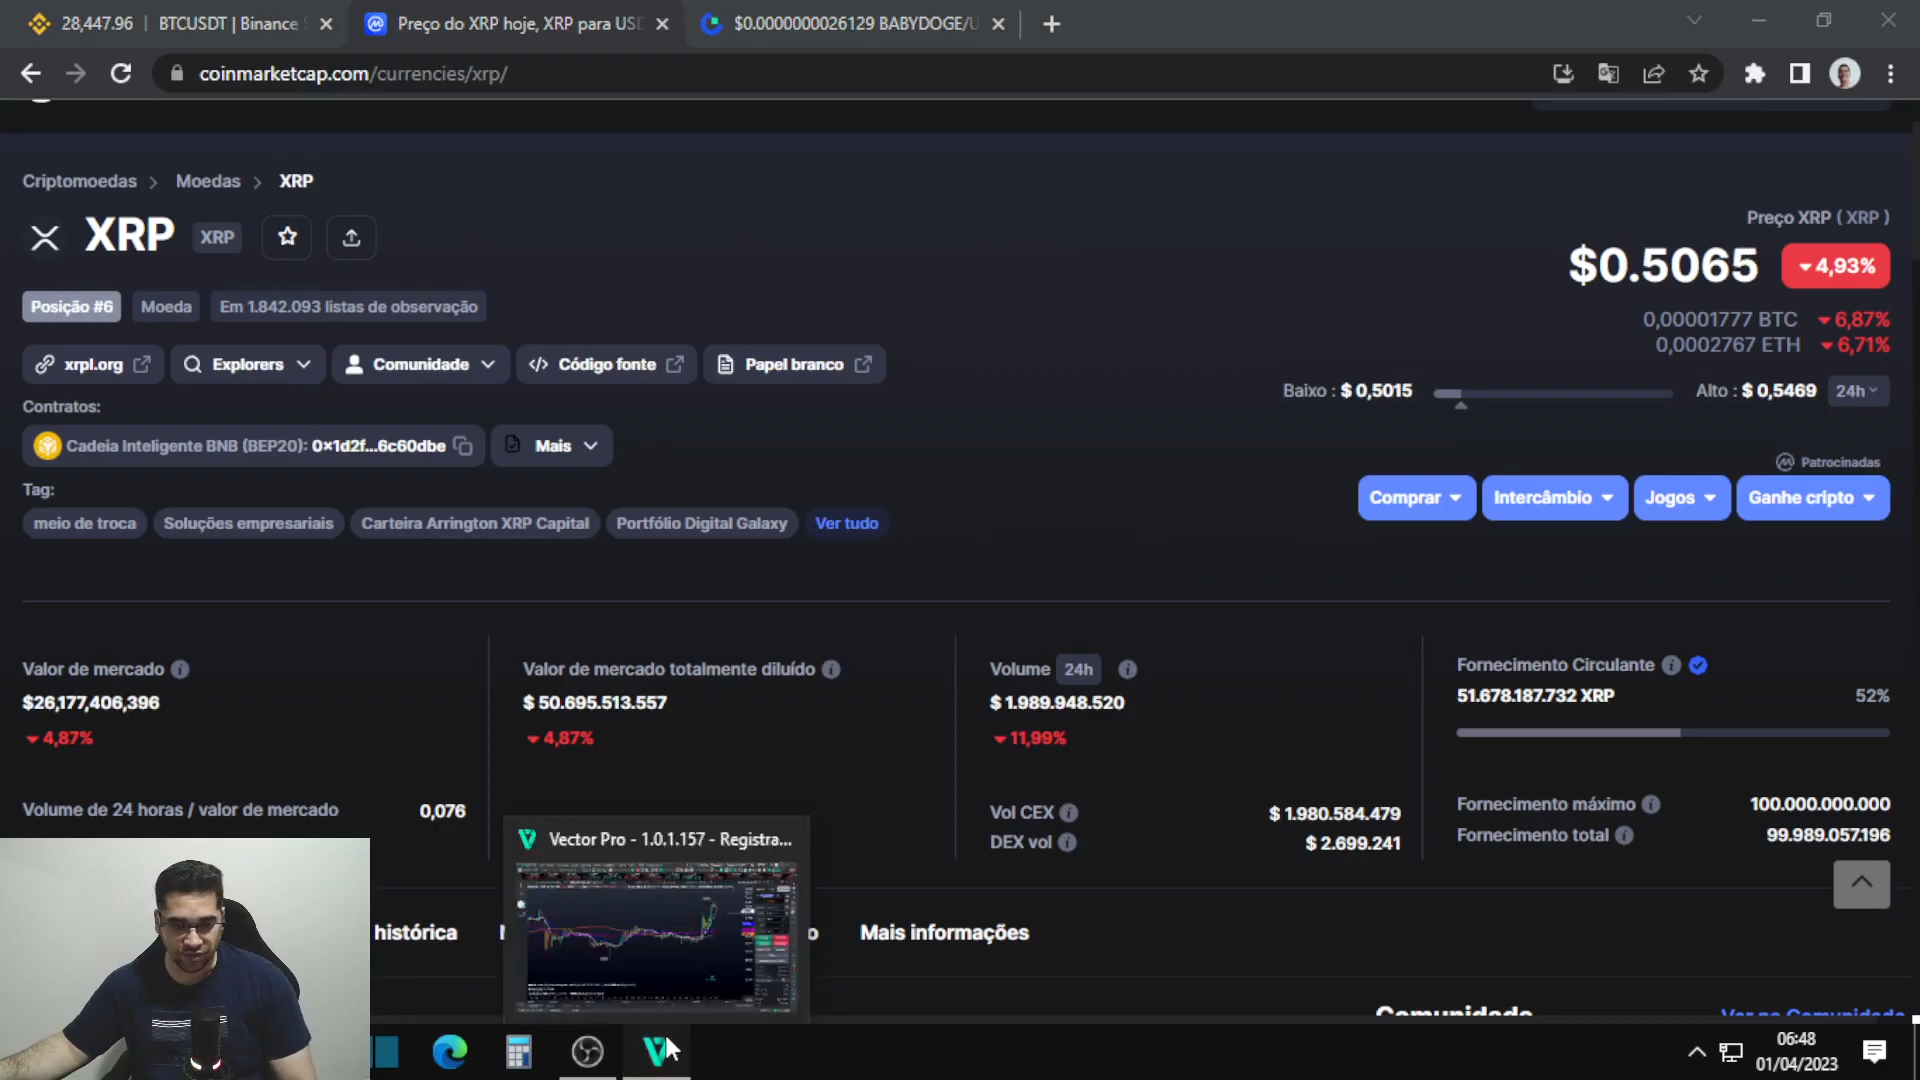 28,447.96 | BTCUSDT | Binance
Preço do XRP hoje, XRP para USD
$0.0000000026129 BABYDOGE/U
coinmarketcap.com/currencies/xrp/
Criptomoedas > Moedas > XRP
XRP XRP
Preço XRP ( XRP )
$0.5065 4,93%
Posição #6 Moeda Em 1.842.093 listas de observação
0,00001777 BTC 6,87%
0,0002767 ETH 6,71%
xrpl.org Explorers Comunidade Código fonte Papel branco
Baixo : $ 0,5015 Alto : $ 0,5469 24h
Contratos:
Cadeia Inteligente BNB (BEP20): 0x1d2f...6c60dbe Mais
Patrocinadas
Tag:
Comprar Intercâmbio Jogos Ganhe cripto
meio de troca Soluções empresariais Carteira Arrington XRP Capital Portfólio Digital Galaxy Ver tudo
Valor de mercado
$26,177,406,396
4,87%
Volume de 24 horas / valor de mercado 0,076
Valor de mercado totalmente diluído
$ 50.695.513.557
4,87%
Volume 24h
$ 1.989.948.520
11,99%
Vol CEX $ 1.980.584.479
DEX vol $ 2.699.241
Fornecimento Circulante
51.678.187.732 XRP 52%
Fornecimento máximo 100.000.000.000
Fornecimento total 99.989.057.196
Vector Pro - 1.0.1.157 - Registra...
histórica
Mais informações
Comunidade
Ver na Comunidade
06:48
01/04/2023